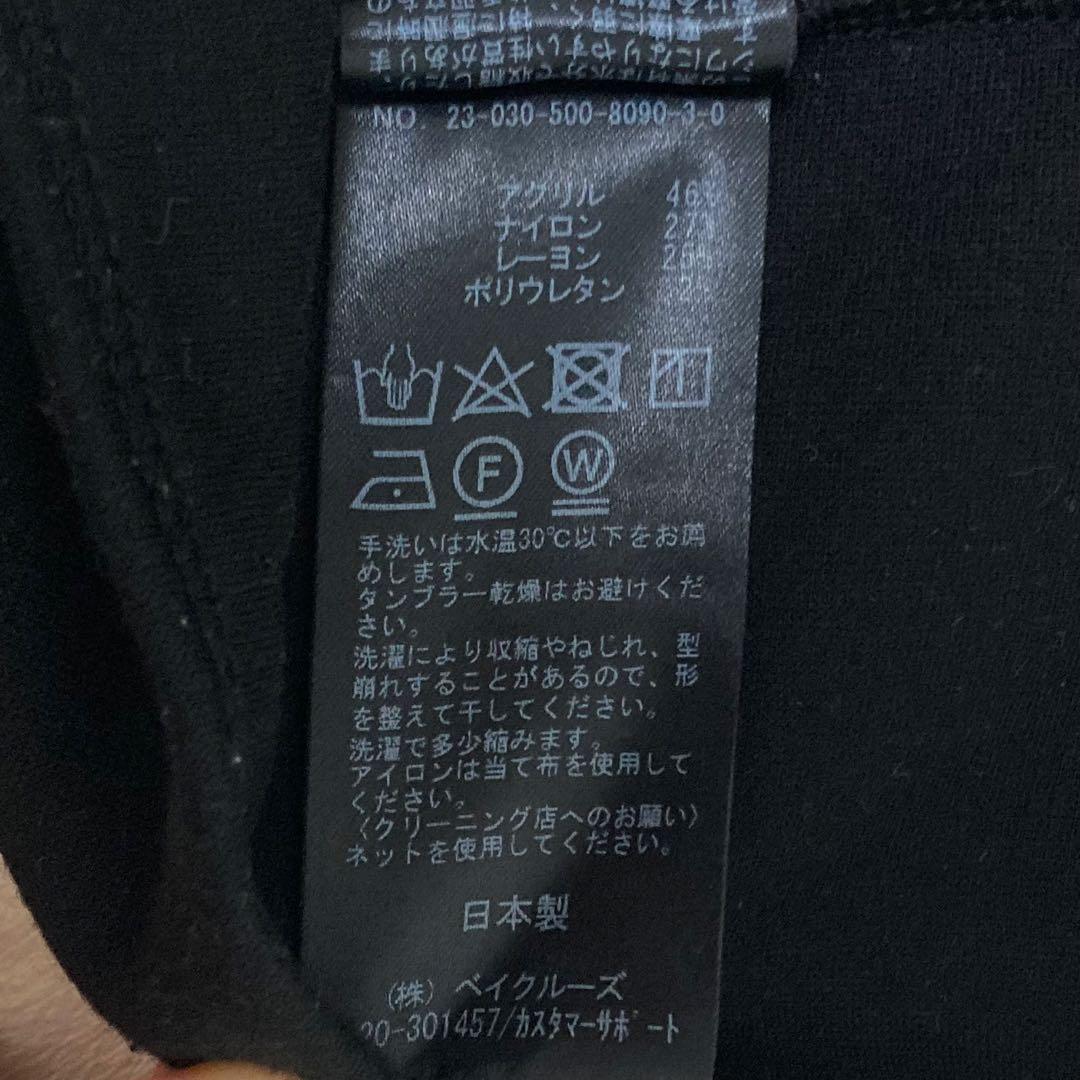 NO. 23-030-500-8090-3-0
アクリル 46%
ナイロン 27
レーヨン
ポリウレタン
F W
手洗いは水温30℃以下をお薦
めします。
タンブラー乾燥はお避けくだ
さい。
洗濯により収縮やねじれ、型
崩れすることがあるので、形
を整えて干してください。
洗濯で多少縮みます。
アイロンは当て布を使用して
ください。
〈クリーニング店へのお願い〉
ネットを使用してください。
日本製
(株) ベイクルーズ
20-301457/ｶｽﾀﾏｰｻﾎﾟｰﾄ